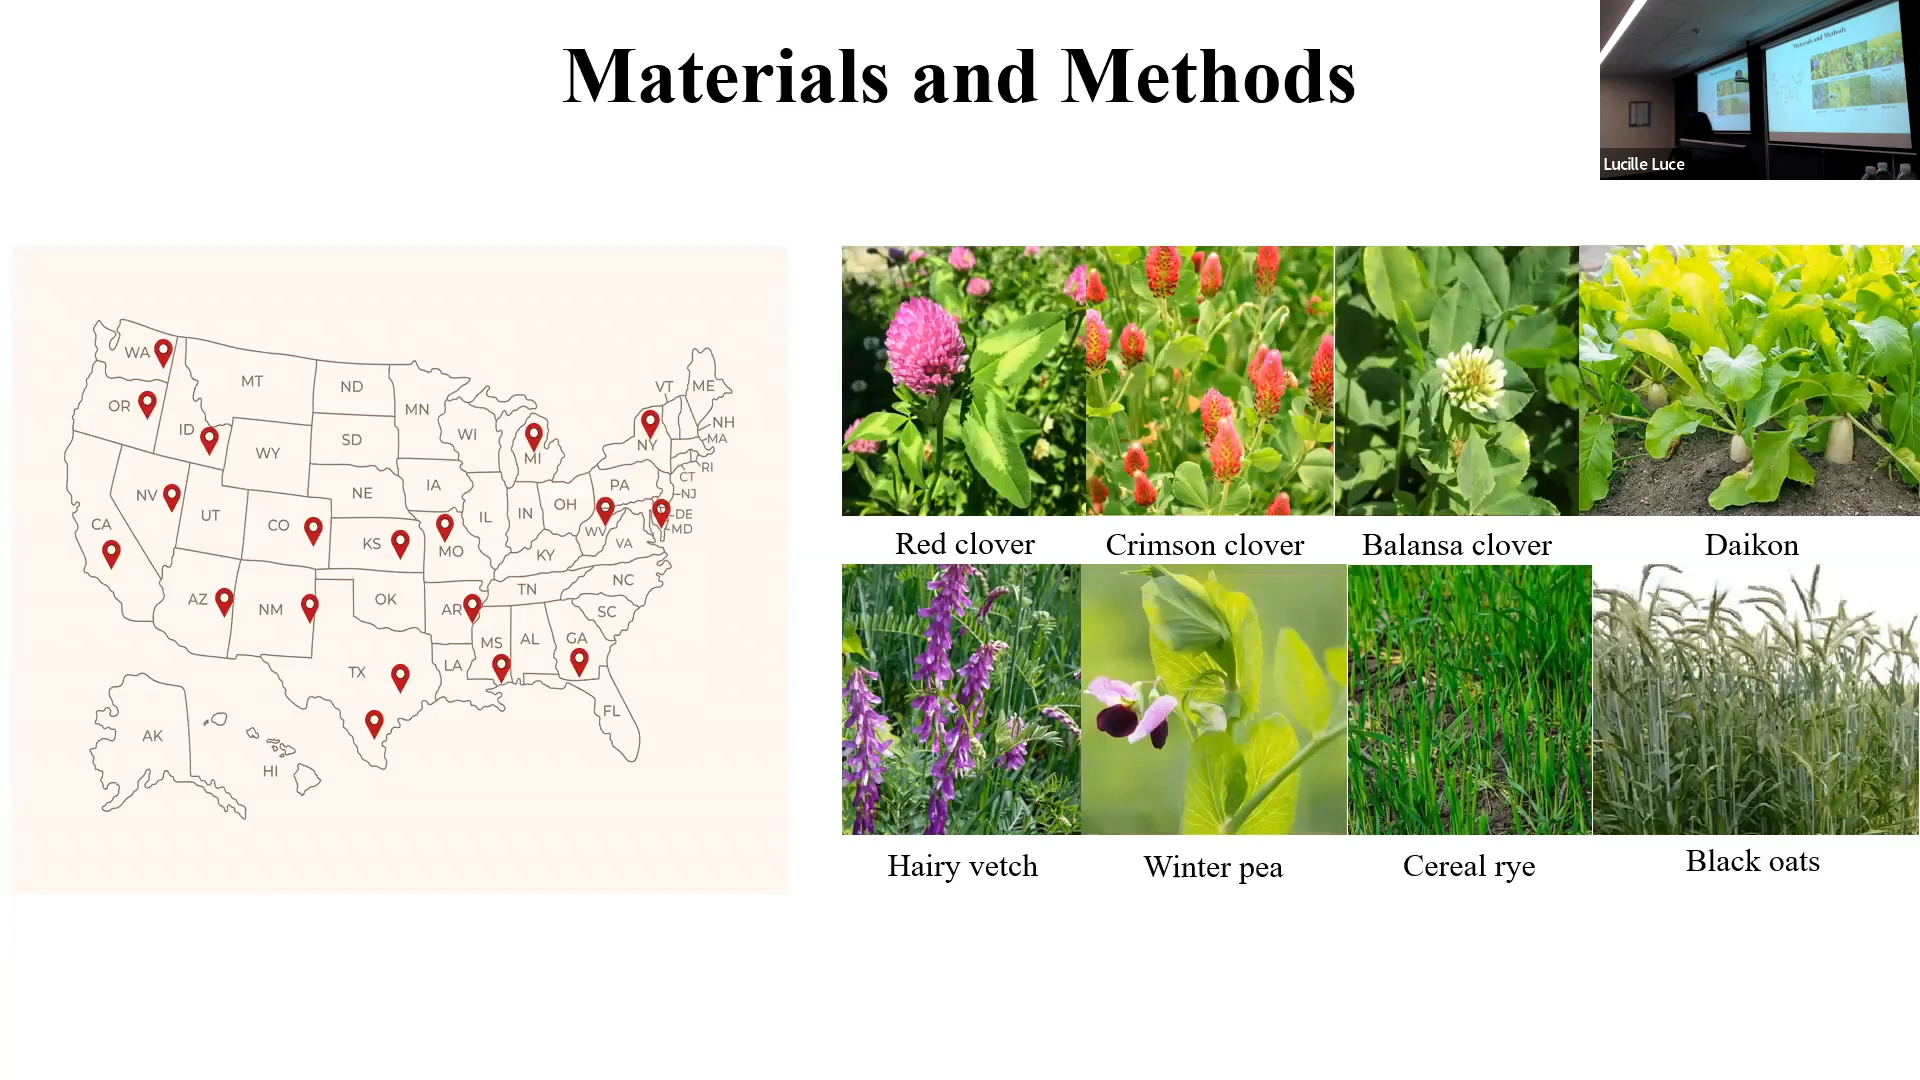 Materials and Methods
Materials and Methods
Lucille Luce
WA
MT
ND
MN
VT
ME
OR
ID
SD
WI
MI
NY
NH
MA
WY
RI
NV
NE
IA
PA
CT
NJ
UT
CO
IL
IN
OH
DE
CA
KS
MO
WV
MD
KY
VA
AZ
NM
OK
AR
TN
NC
SC
MS
AL
GA
TX
LA
FL
AK
HI
Red clover
Crimson clover
Balansa clover
Daikon
Hairy vetch
Winter pea
Cereal rye
Black oats